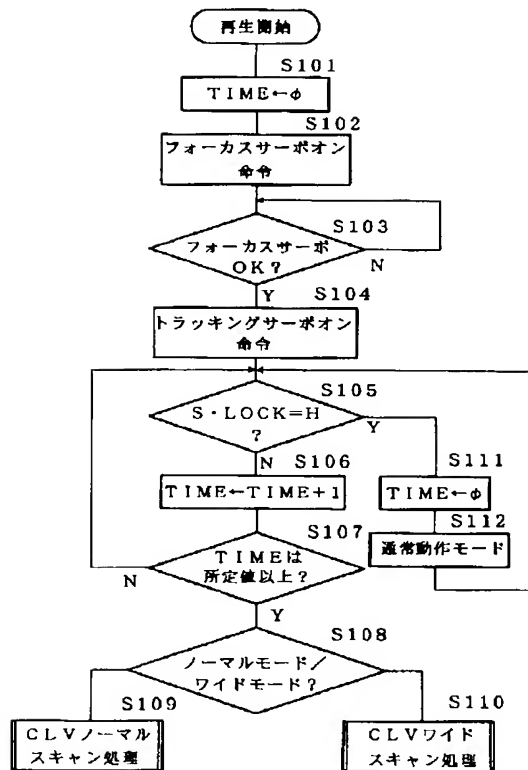 再生開始
S101
TIME←φ
S102
フォーカスサーボオン
命令
S103
フォーカスサーボ
OK?
N
Y
S104
トラッキングサーボオン
命令
S105
S・LOCK=H
?
Y
N
S106
TIME←TIME+1
S111
TIME←φ
S107
S112
TIMEは
所定値以上?
通常動作モード
N
Y
S108
ノーマルモード/
ワイドモード?
S109
S110
CLVノーマル
スキャン処理
CLVワイド
スキャン処理